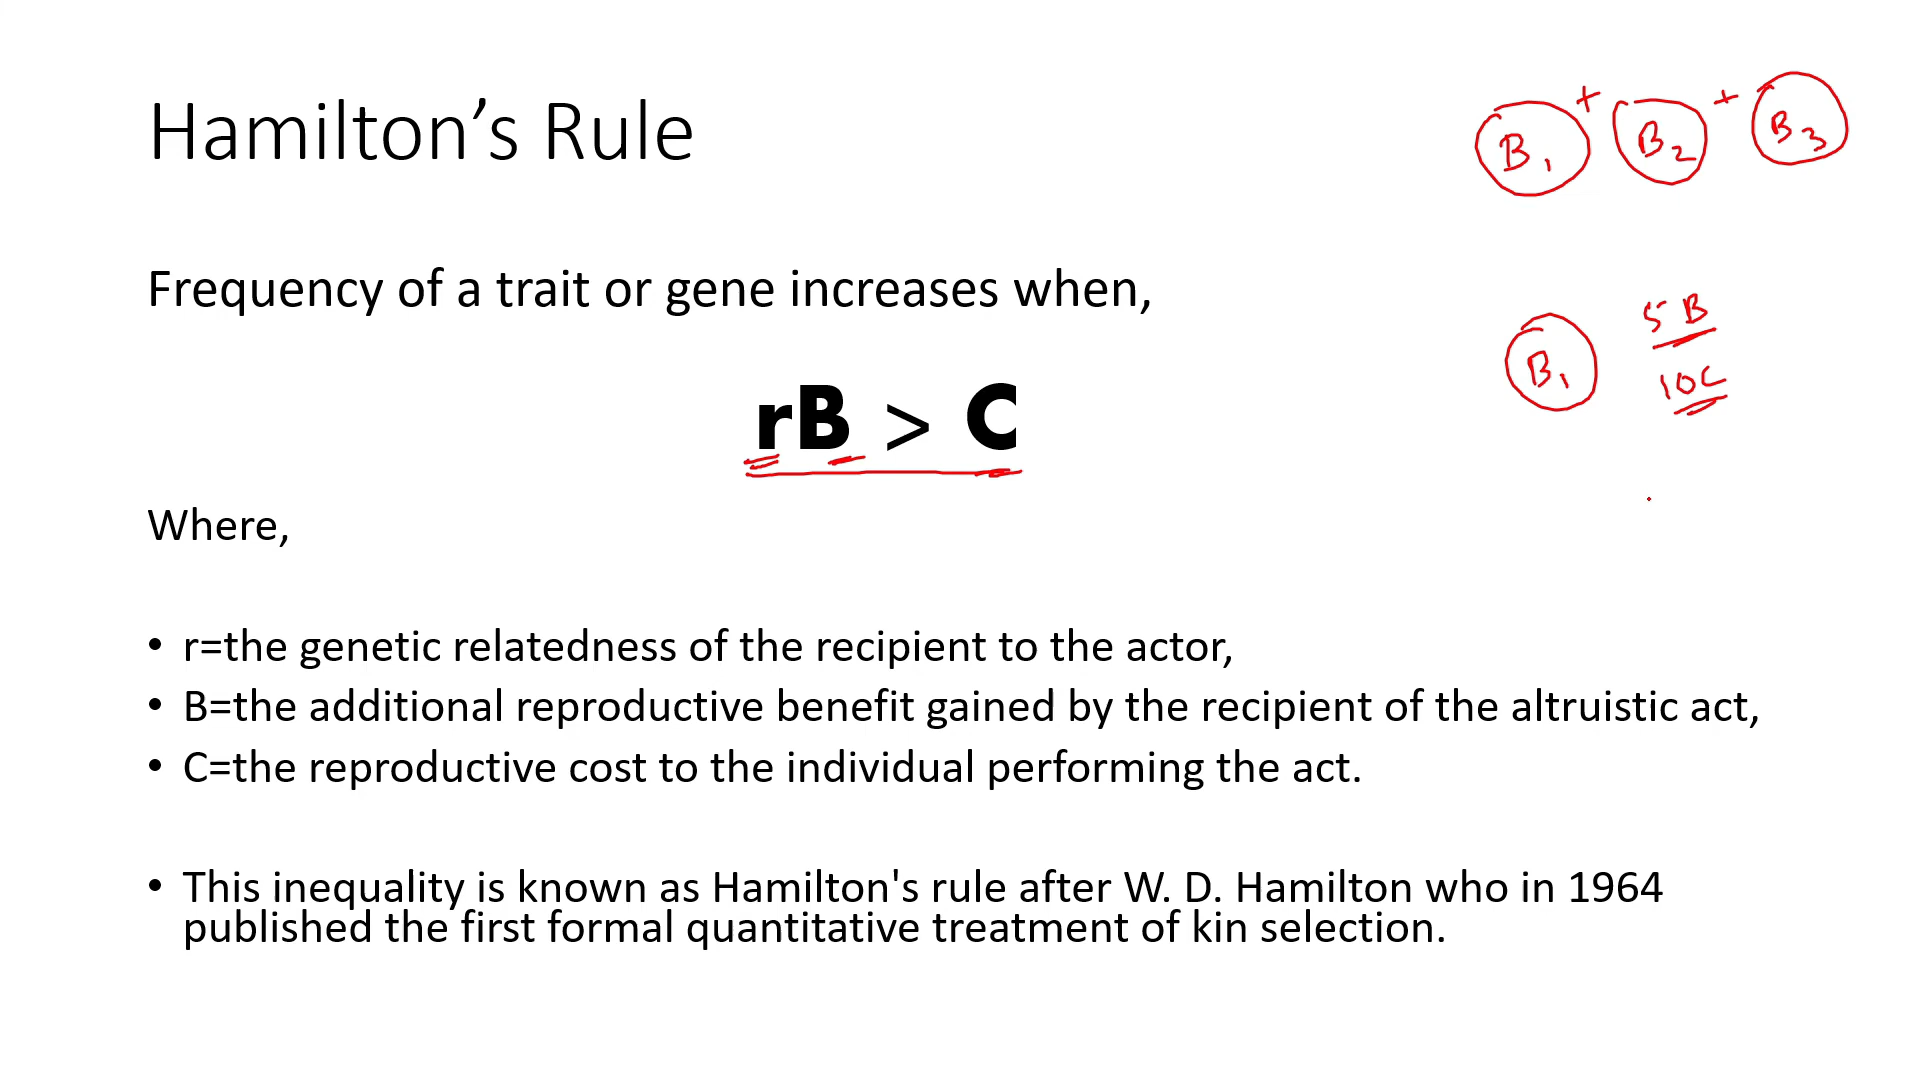 Hamilton’s Rule
B1 + B2 + B3
Frequency of a trait or gene increases when,
5 B
B1
10C
rB > C
Where,
• r=the genetic relatedness of the recipient to the actor,
• B=the additional reproductive benefit gained by the recipient of the altruistic act,
• C=the reproductive cost to the individual performing the act.
• This inequality is known as Hamilton's rule after W. D. Hamilton who in 1964
published the first formal quantitative treatment of kin selection.